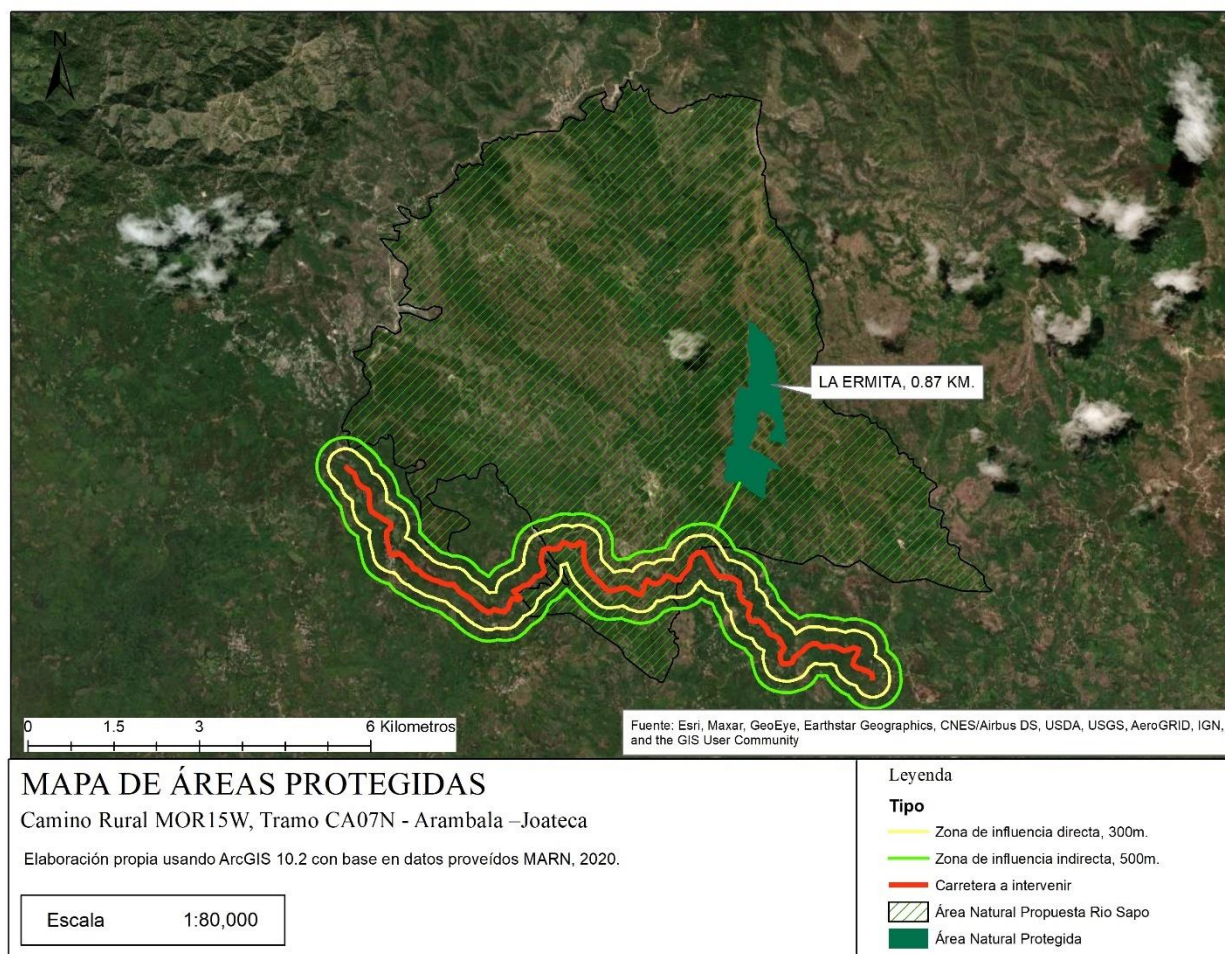 N
LA ERMITA, 0.87 KM.
0 1.5 3 6 Kilometros
Fuente: Esri, Maxar, GeoEye, Earthstar Geographics, CNES/Airbus DS, USDA, USGS, AeroGRID, IGN,
and the GIS User Community
MAPA DE ÁREAS PROTEGIDAS
Camino Rural MOR15W, Tramo CA07N - Arambala –Joateca
Elaboración propia usando ArcGIS 10.2 con base en datos proveídos MARN, 2020.
Escala 1:80,000
Leyenda
Tipo
Zona de influencia directa, 300m.
Zona de influencia indirecta, 500m.
Carretera a intervenir
Área Natural Propuesta Rio Sapo
Área Natural Protegida